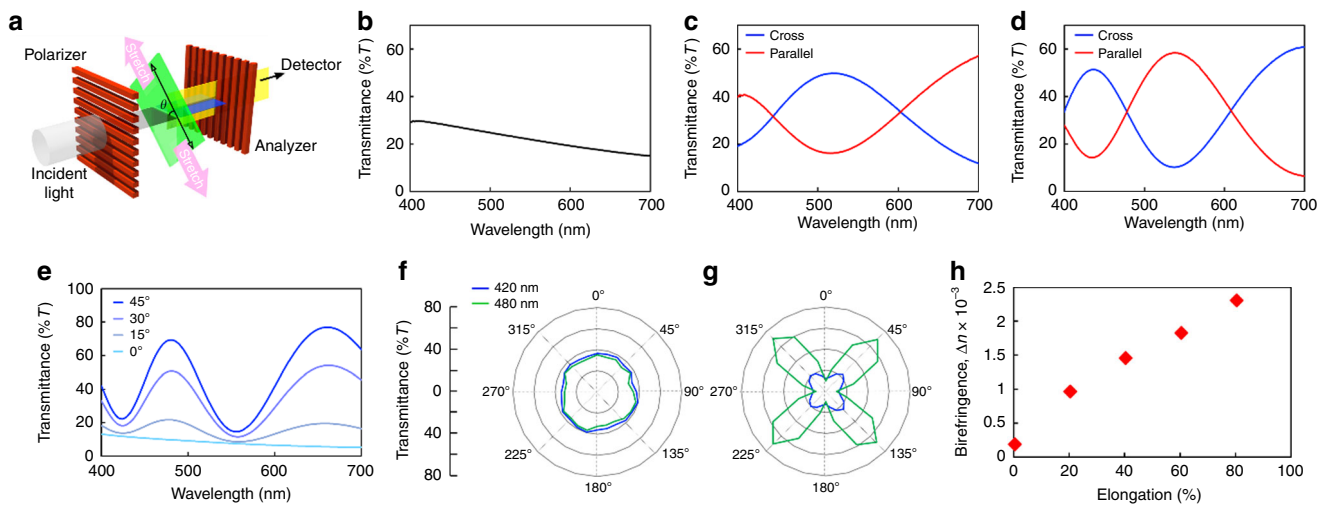 a
Polarizer
Stretch
θ
Detector
Analyzer
Stretch
Incident
light
b
Transmittance (% T)
60
40
20
0
400
500
600
700
Wavelength (nm)
c
Cross
Parallel
Transmittance (% T)
60
40
20
0
400
500
600
700
Wavelength (nm)
d
Cross
Parallel
Transmittance (% T)
60
40
20
0
400
500
600
700
Wavelength (nm)
e
45°
30°
15°
0°
Transmittance (% T)
100
80
60
40
20
0
400
500
600
700
Wavelength (nm)
f
420 nm
480 nm
Transmittance (% T)
80
40
0
40
80
0°
45°
90°
135°
180°
225°
270°
315°
g
0°
45°
90°
135°
180°
225°
270°
315°
h
Birefringence, Δn × 10⁻³
2.5
2
1.5
1
0.5
0
0
20
40
60
80
100
Elongation (%)